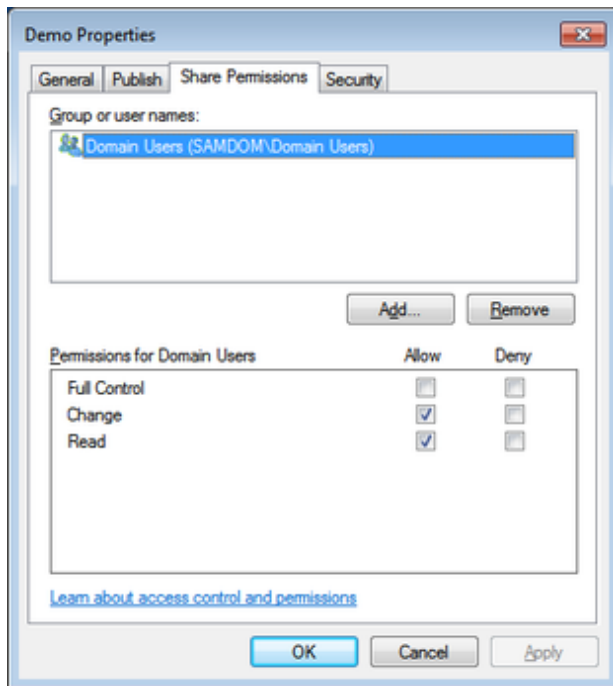 Demo Properties
General Publish Share Permissions Security
Group or user names:
Domain Users (SAMDOM\Domain Users)
Add... Remove
Permissions for Domain Users Allow Deny
Full Control
Change
Read
Learn about access control and permissions
OK Cancel Apply